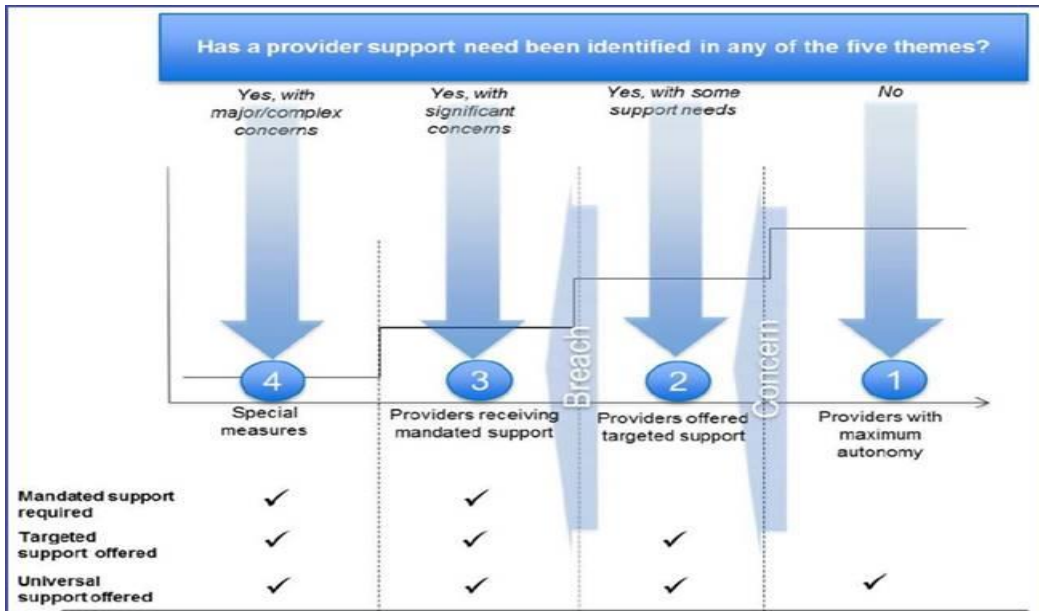 Has a provider support need been identified in any of the five themes?
Yes, with
major/complex
concerns
Yes, with
significant
concerns
Yes, with some
support needs
No
Breach
Concern
4
3
2
1
Special
measures
Providers receiving
mandated support
Providers offered
targeted support
Providers with
maximum
autonomy
Mandated support
required
Targeted
support offered
Universal
support offered